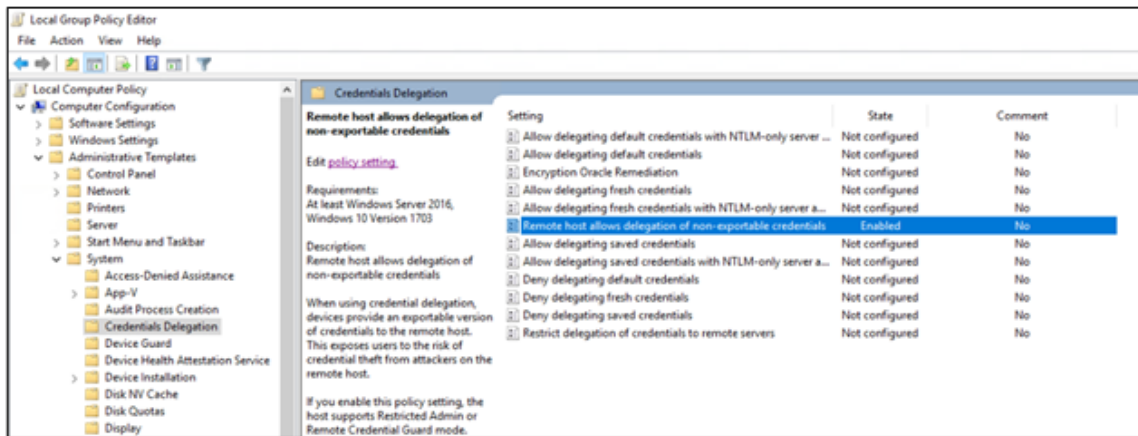 Local Group Policy Editor
File Action View Help
Local Computer Policy
Computer Configuration
Software Settings
Windows Settings
Administrative Templates
Control Panel
Network
Printers
Server
Start Menu and Taskbar
System
Access-Denied Assistance
App-V
Audit Process Creation
Credentials Delegation
Device Guard
Device Health Attestation Service
Device Installation
Disk NV Cache
Disk Quotas
Display
Credentials Delegation
Remote host allows delegation of
non-exportable credentials
Edit policy setting
Requirements:
At least Windows Server 2016,
Windows 10 Version 1703
Description:
Remote host allows delegation of
non-exportable credentials
When using credential delegation,
devices provide an exportable version
of credentials to the remote host.
This exposes users to the risk of
credential theft from attackers on the
remote host.
If you enable this policy setting, the
host supports Restricted Admin or
Remote Credential Guard mode.
Setting State Comment
Allow delegating default credentials with NTLM-only server ... Not configured No
Allow delegating default credentials Not configured No
Encryption Oracle Remediation Not configured No
Allow delegating fresh credentials Not configured No
Allow delegating fresh credentials with NTLM-only server a... Not configured No
Remote host allows delegation of non-exportable credentials Enabled No
Allow delegating saved credentials Not configured No
Allow delegating saved credentials with NTLM-only server a... Not configured No
Deny delegating default credentials Not configured No
Deny delegating fresh credentials Not configured No
Deny delegating saved credentials Not configured No
Restrict delegation of credentials to remote servers Not configured No